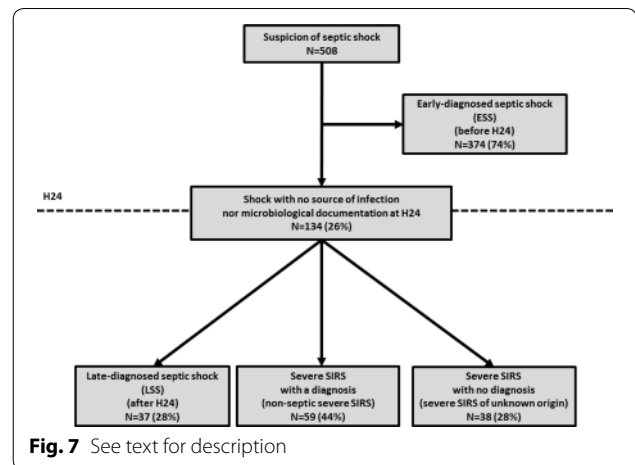 Suspicion of septic shock
N=508
Early-diagnosed septic shock
(ESS)
(before H24)
N=374 (74%)
H24
Shock with no source of infection
nor microbiological documentation at H24
N=134 (26%)
Late-diagnosed septic shock
(LSS)
(after H24)
N=37 (28%)
Severe SIRS
with a diagnosis
(non-septic severe SIRS)
N=59 (44%)
Severe SIRS
with no diagnosis
(severe SIRS of unknown origin)
N=38 (28%)
Fig. 7 See text for description